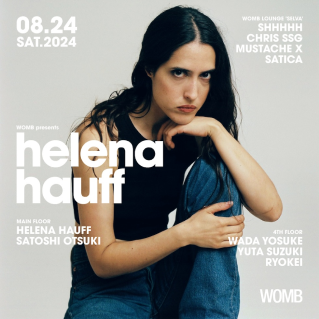 08.24
SAT.2024
WOMB LOUNGE 'SELVA'
SHHHHH
CHRIS SSG
MUSTACHE X
SATICA
WOMB presents
helena
hauff
MAIN FLOOR
HELENA HAUFF
SATOSHI OTSUKI
4TH FLOOR
WADA YOSUKE
YUTA SUZUKI
RYOKEI
WOMB